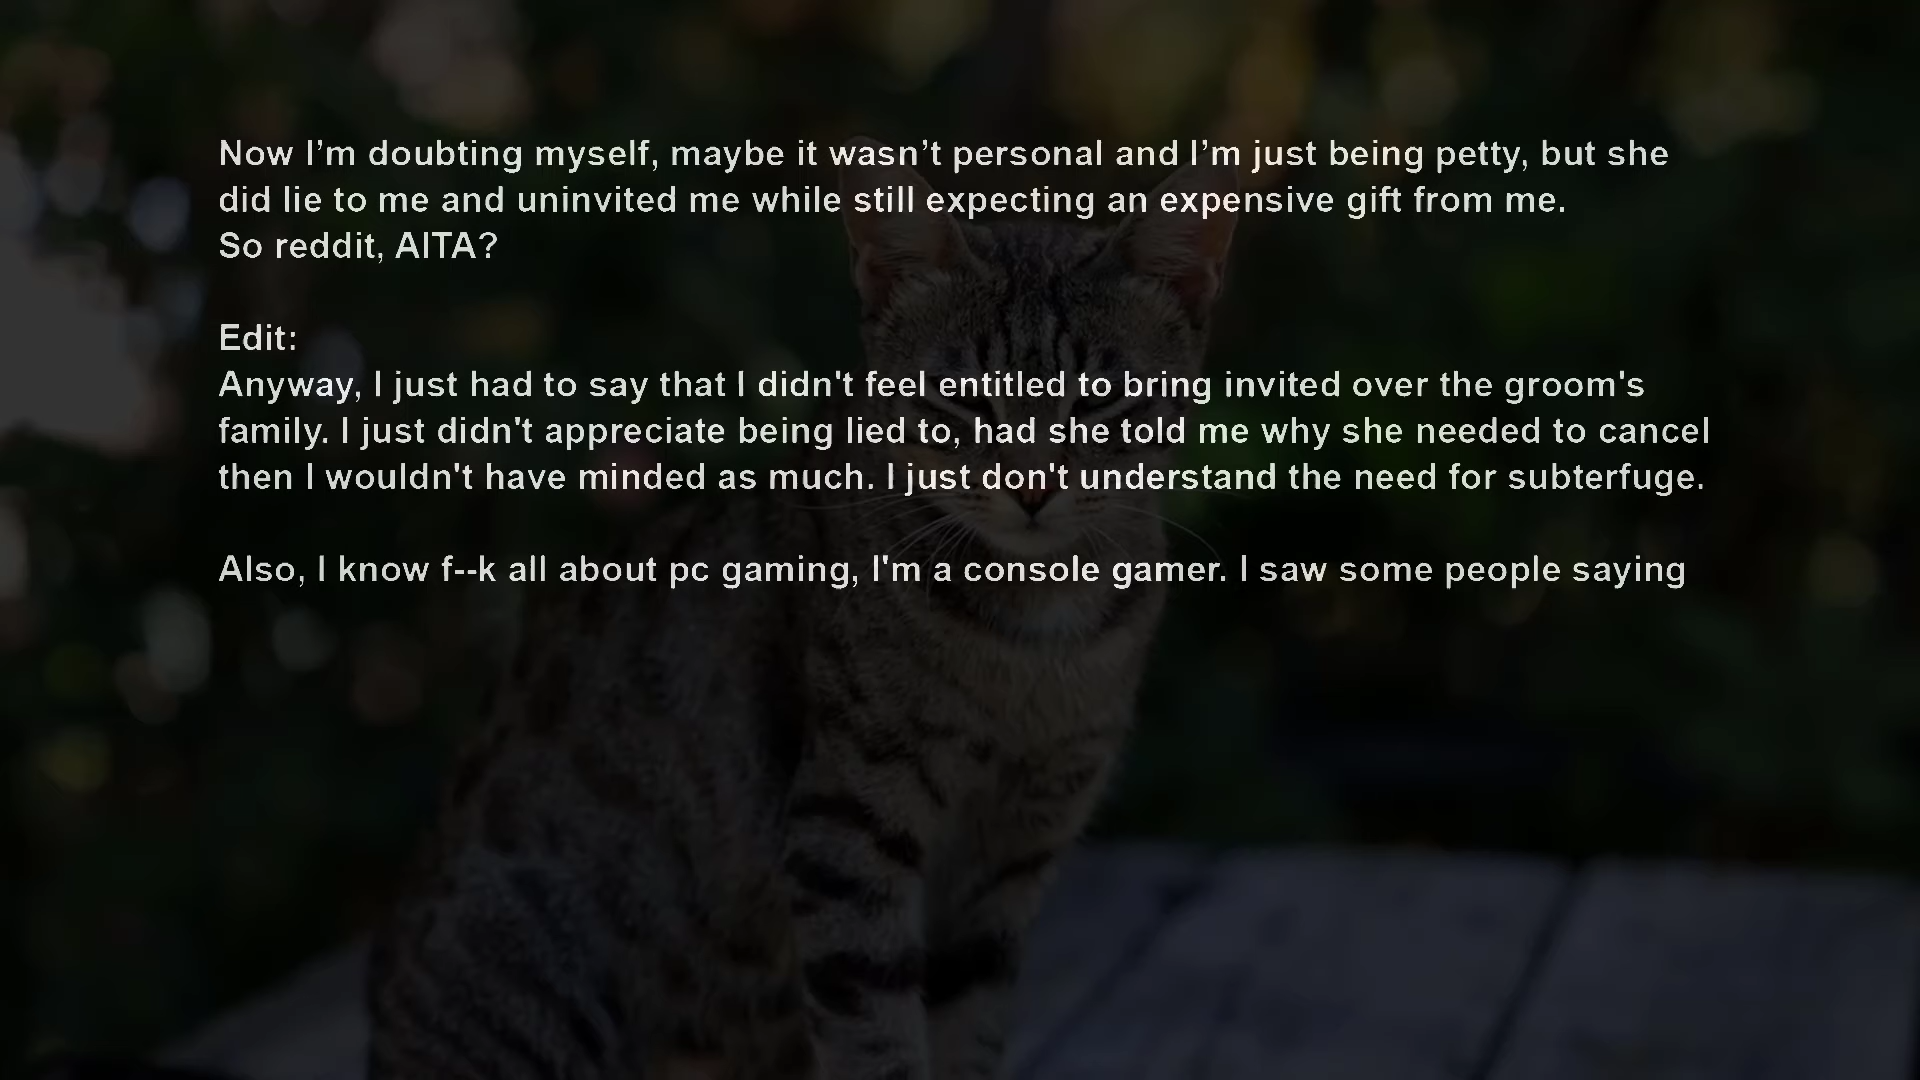 Now I’m doubting myself, maybe it wasn’t personal and I’m just being petty, but she
did lie to me and uninvited me while still expecting an expensive gift from me.
So reddit, AITA?
Edit:
Anyway, I just had to say that I didn't feel entitled to bring invited over the groom's
family. I just didn't appreciate being lied to, had she told me why she needed to cancel
then I wouldn't have minded as much. I just don't understand the need for subterfuge.
Also, I know f--k all about pc gaming, I'm a console gamer. I saw some people saying